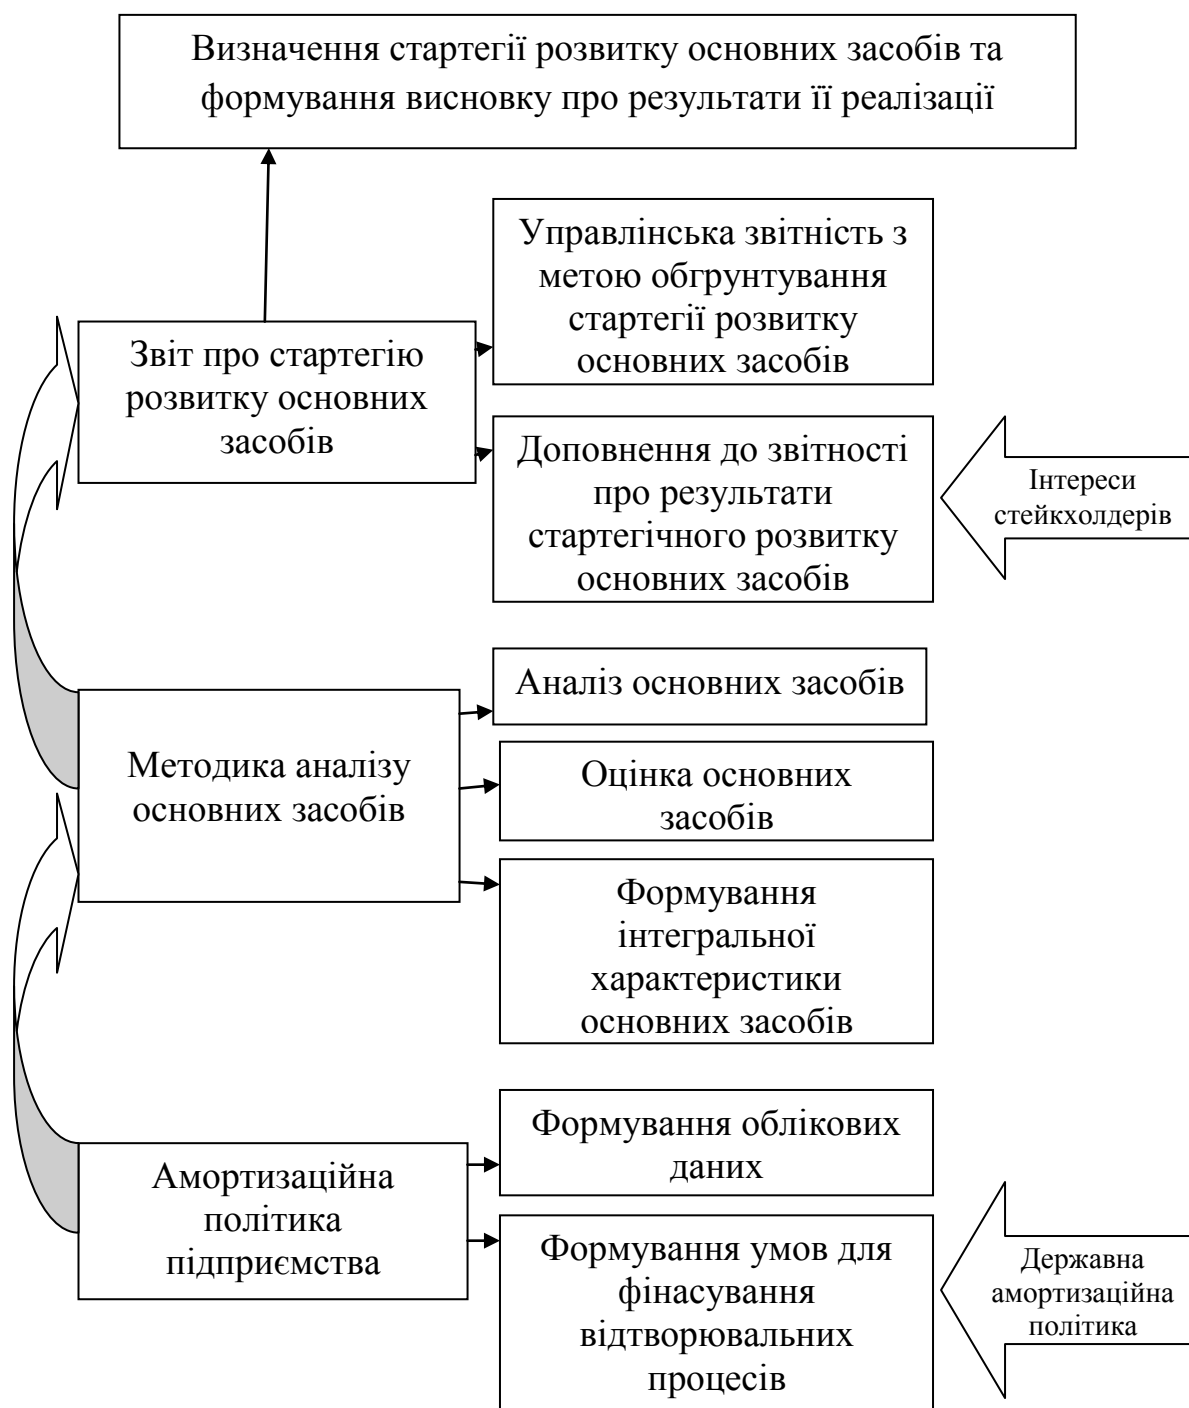 Визначення стартегії розвитку основних засобів та
формування висновку про результати її реалізації
Управлінська звітність з
метою обгрунтування
стартегії розвитку
основних засобів
Звіт про стартегію
розвитку основних
засобів
Доповнення до звітності
про результати
стартегічного розвитку
основних засобів
Інтереси
стейкхолдерів
Аналіз основних засобів
Методика аналізу
основних засобів
Оцінка основних
засобів
Формування
інтегральної
характеристики
основних засобів
Формування облікових
даних
Амортизаційна
політика
підприємства
Формування умов для
фінасування
відтворювальних
процесів
Державна
амортизаційна
політика